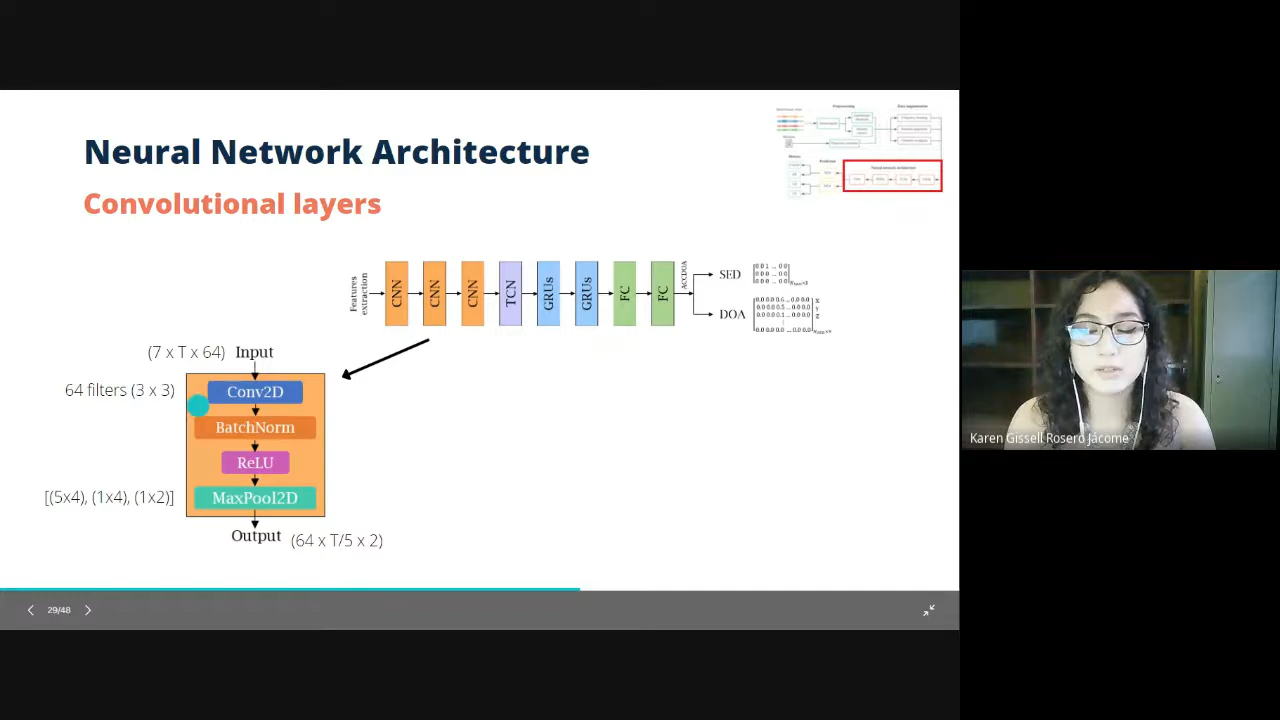 Neural Network Architecture
Convolutional layers
Features extraction
CNN
CNN
CNN
TCN
GRUs
GRUs
FC
FC
ACCDOA
SED
DOA
X
y
z
(7 x T x 64) Input
64 filters (3 x 3)
Conv2D
BatchNorm
ReLU
[(5x4), (1x4), (1x2)]
MaxPool2D
Output (64 x T/5 x 2)
29/48
Karen Gissell Rosero Jácome